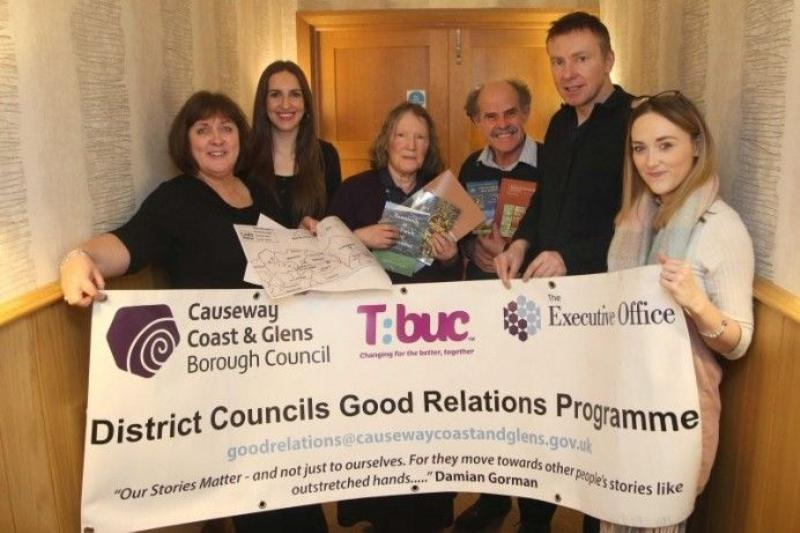 Causeway
Coast & Glens
Borough Council
T:buc
Changing for the better, together
The
Executive Office
District Councils Good Relations Programme
goodrelations@causewaycoastandglens.gov.uk
"Our Stories Matter - and not just to ourselves. For they move towards other people's stories like
outstretched hands....." Damian Gorman